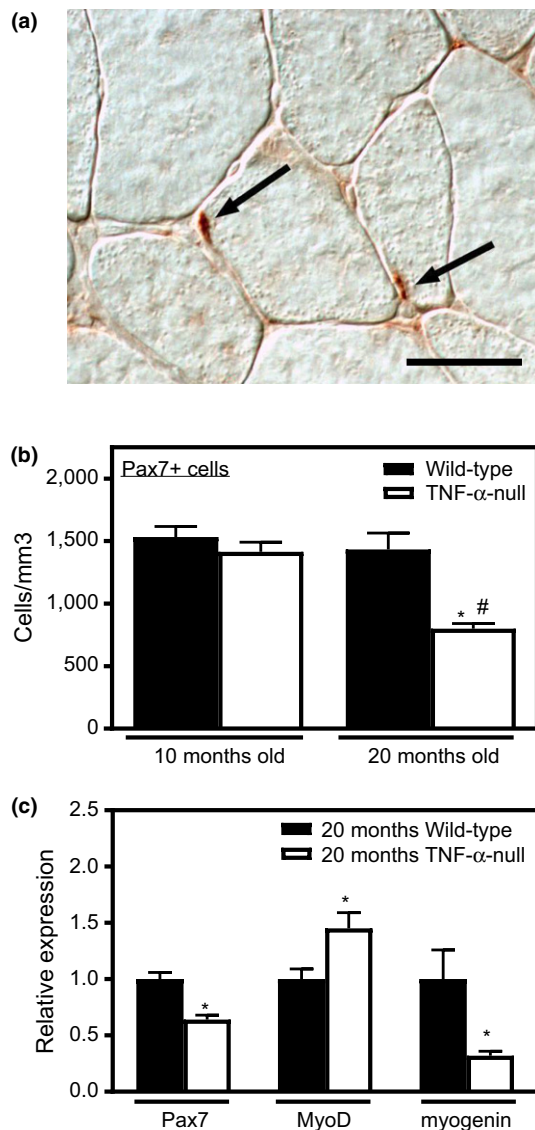 (a)
(b)
Pax7+ cells
Wild-type
TNF-α-null
2,000
1,500
1,000
500
0
Cells/mm3
* #
10 months old 20 months old
(c)
20 months Wild-type
20 months TNF-α-null
2.5
2.0
1.5
1.0
0.5
0.0
Relative expression
* * *
Pax7 MyoD myogenin